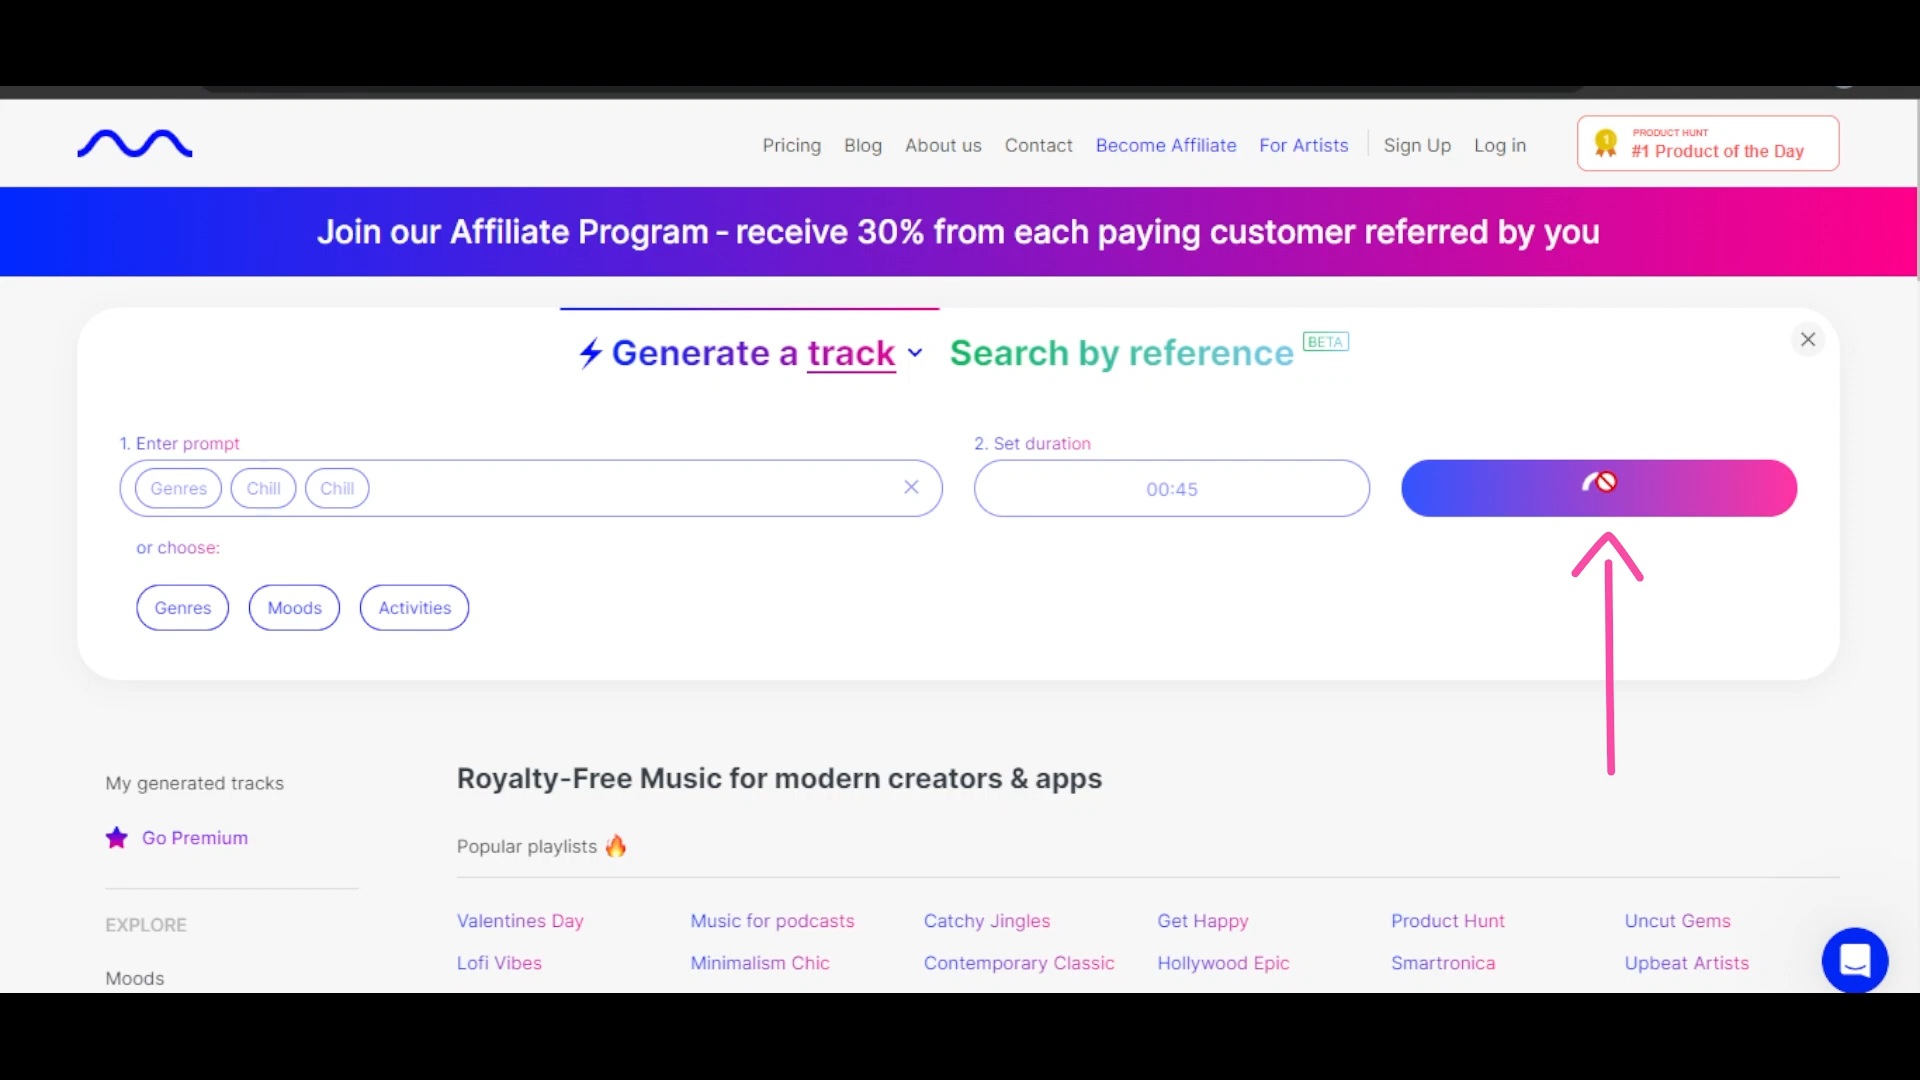 Pricing Blog About us Contact Become Affiliate For Artists Sign Up Log in
PRODUCT HUNT
1
#1 Product of the Day
Join our Affiliate Program - receive 30% from each paying customer referred by you
Generate a track Search by reference BETA
1. Enter prompt
2. Set duration
Genres Chill Chill
00:45
or choose:
Genres Moods Activities
My generated tracks
Go Premium
EXPLORE
Moods
Royalty-Free Music for modern creators & apps
Popular playlists
Valentines Day Music for podcasts Catchy Jingles Get Happy Product Hunt Uncut Gems
Lofi Vibes Minimalism Chic Contemporary Classic Hollywood Epic Smartronica Upbeat Artists